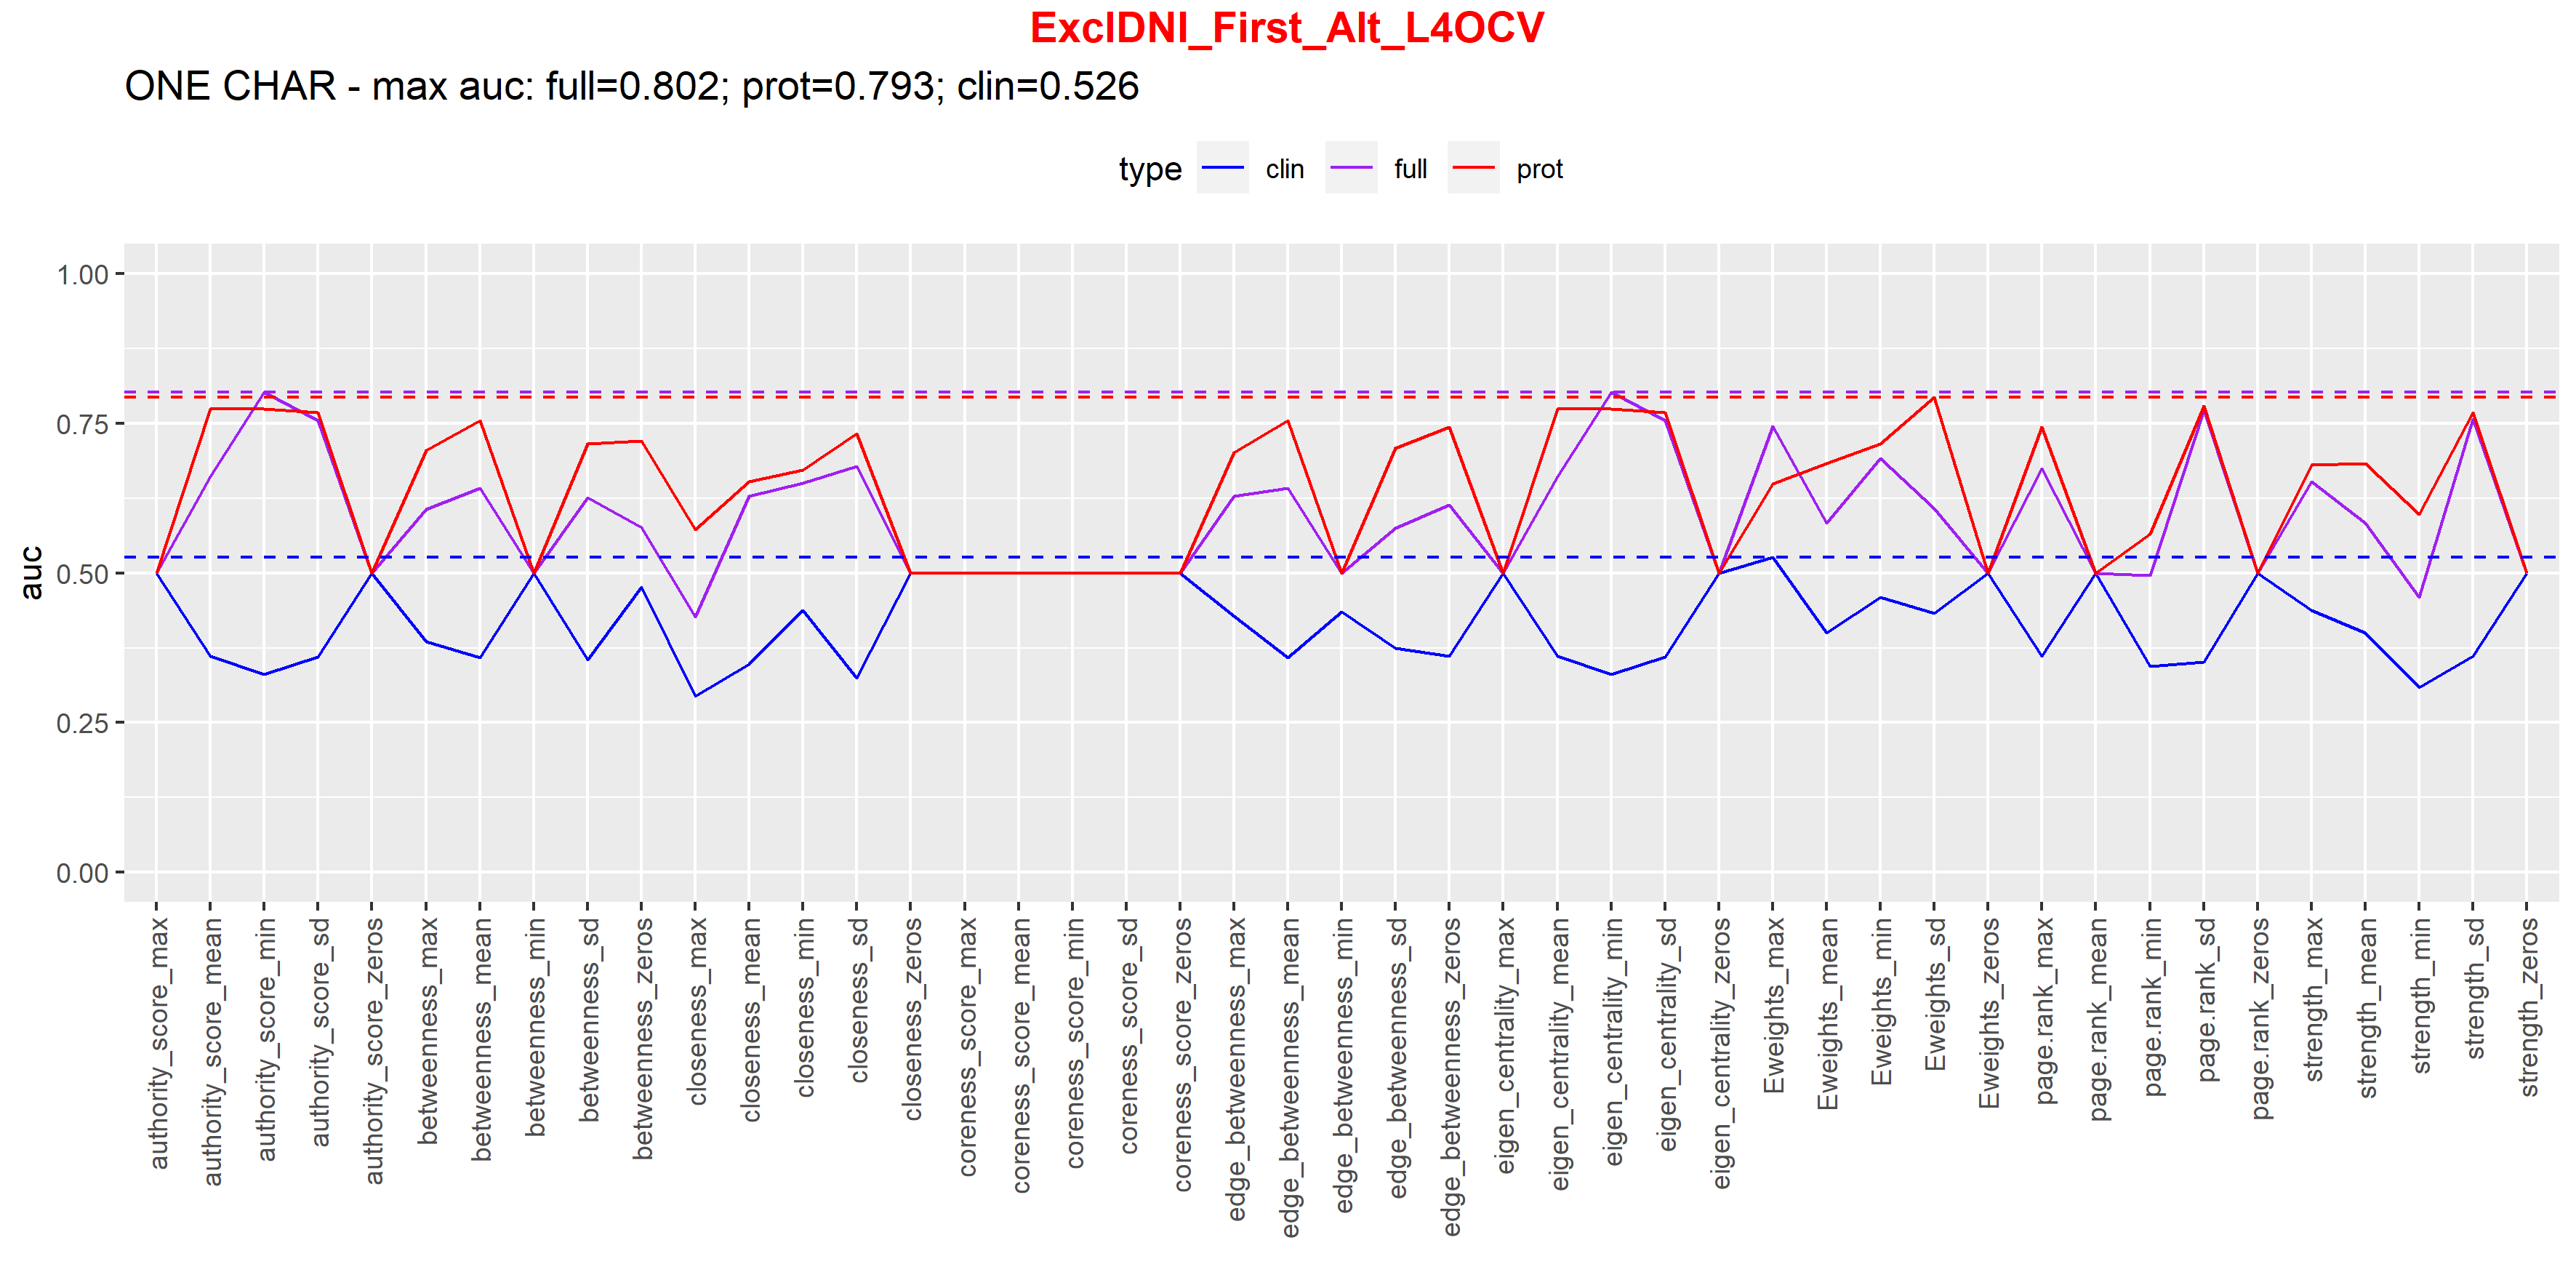 ExclDNI_First_Alt_L4OCV
ONE CHAR - max auc: full=0.802; prot=0.793; clin=0.526
type clin full prot
auc
1.00
0.75
0.50
0.25
0.00
authority_score_max
authority_score_mean
authority_score_min
authority_score_sd
authority_score_zeros
betweenness_max
betweenness_mean
betweenness_min
betweenness_sd
betweenness_zeros
closeness_max
closeness_mean
closeness_min
closeness_sd
closeness_zeros
coreness_score_max
coreness_score_mean
coreness_score_min
coreness_score_sd
coreness_score_zeros
edge_betweenness_max
edge_betweenness_mean
edge_betweenness_min
edge_betweenness_sd
edge_betweenness_zeros
eigen_centrality_max
eigen_centrality_mean
eigen_centrality_min
eigen_centrality_sd
eigen_centrality_zeros
Eweights_max
Eweights_mean
Eweights_min
Eweights_sd
Eweights_zeros
page.rank_max
page.rank_mean
page.rank_min
page.rank_sd
page.rank_zeros
strength_max
strength_mean
strength_min
strength_sd
strength_zeros